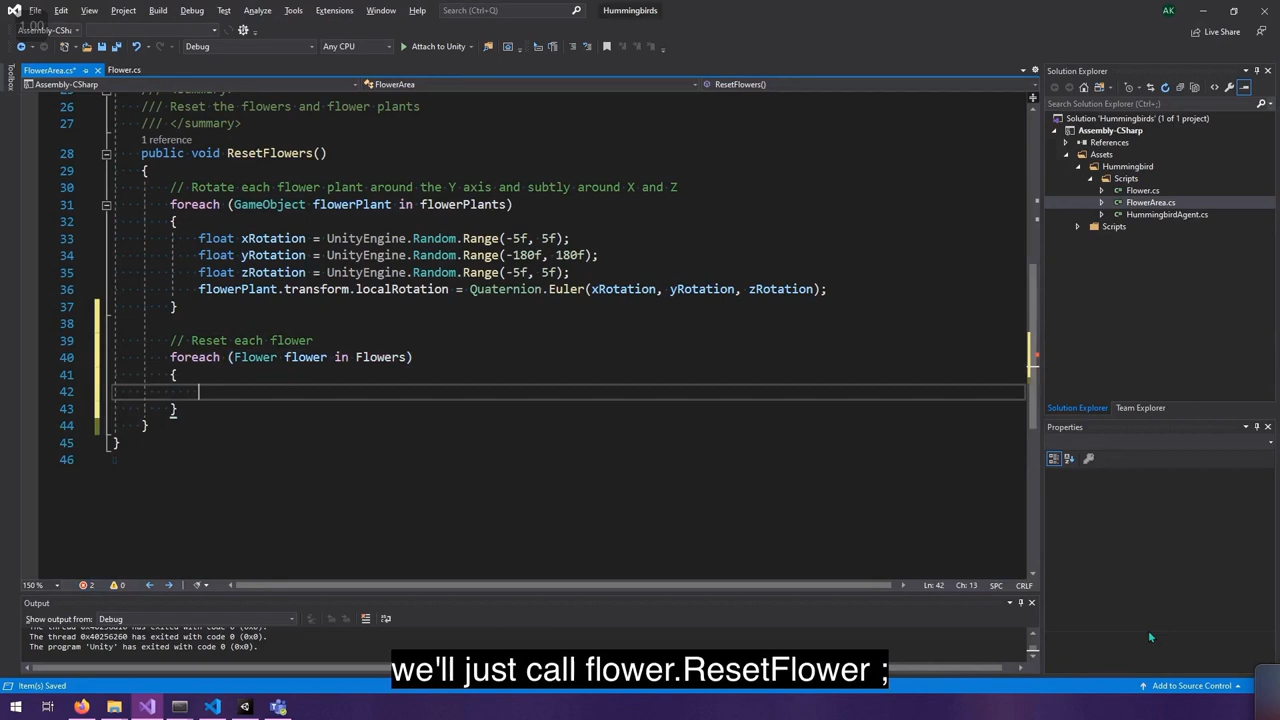 File Edit View Project Build Debug Test Analyze Tools Extensions Window Help Search (Ctrl+Q) Hummingbirds AK
1.00
Assembly-CSha
Live Share
Debug Any CPU Attach to Unity
Toolbox
FlowerArea.cs* Flower.cs
Assembly-CSharp FlowerArea ResetFlowers()
26 /// Reset the flowers and flower plants
27 /// </summary>
1 reference
28 public void ResetFlowers()
29 {
30 // Rotate each flower plant around the Y axis and subtly around X and Z
31 foreach (GameObject flowerPlant in flowerPlants)
32 {
33 float xRotation = UnityEngine.Random.Range(-5f, 5f);
34 float yRotation = UnityEngine.Random.Range(-180f, 180f);
35 float zRotation = UnityEngine.Random.Range(-5f, 5f);
36 flowerPlant.transform.localRotation = Quaternion.Euler(xRotation, yRotation, zRotation);
37 }
38
39 // Reset each flower
40 foreach (Flower flower in Flowers)
41 {
42
43 }
44 }
45 }
46
150 % 2 0 Ln: 42 Ch: 13 SPC CRLF
Solution Explorer
Search Solution Explorer (Ctrl+;)
Solution 'Hummingbirds' (1 of 1 project)
Assembly-CSharp
References
Assets
Hummingbird
Scripts
Flower.cs
FlowerArea.cs
HummingbirdAgent.cs
Scripts
Solution Explorer Team Explorer
Properties
Output
Show output from: Debug
The thread 0x40256260 has exited with code 0 (0x0).
The program 'Unity' has exited with code 0 (0x0).
we'll just call flower.ResetFlower ;
Item(s) Saved Add to Source Control